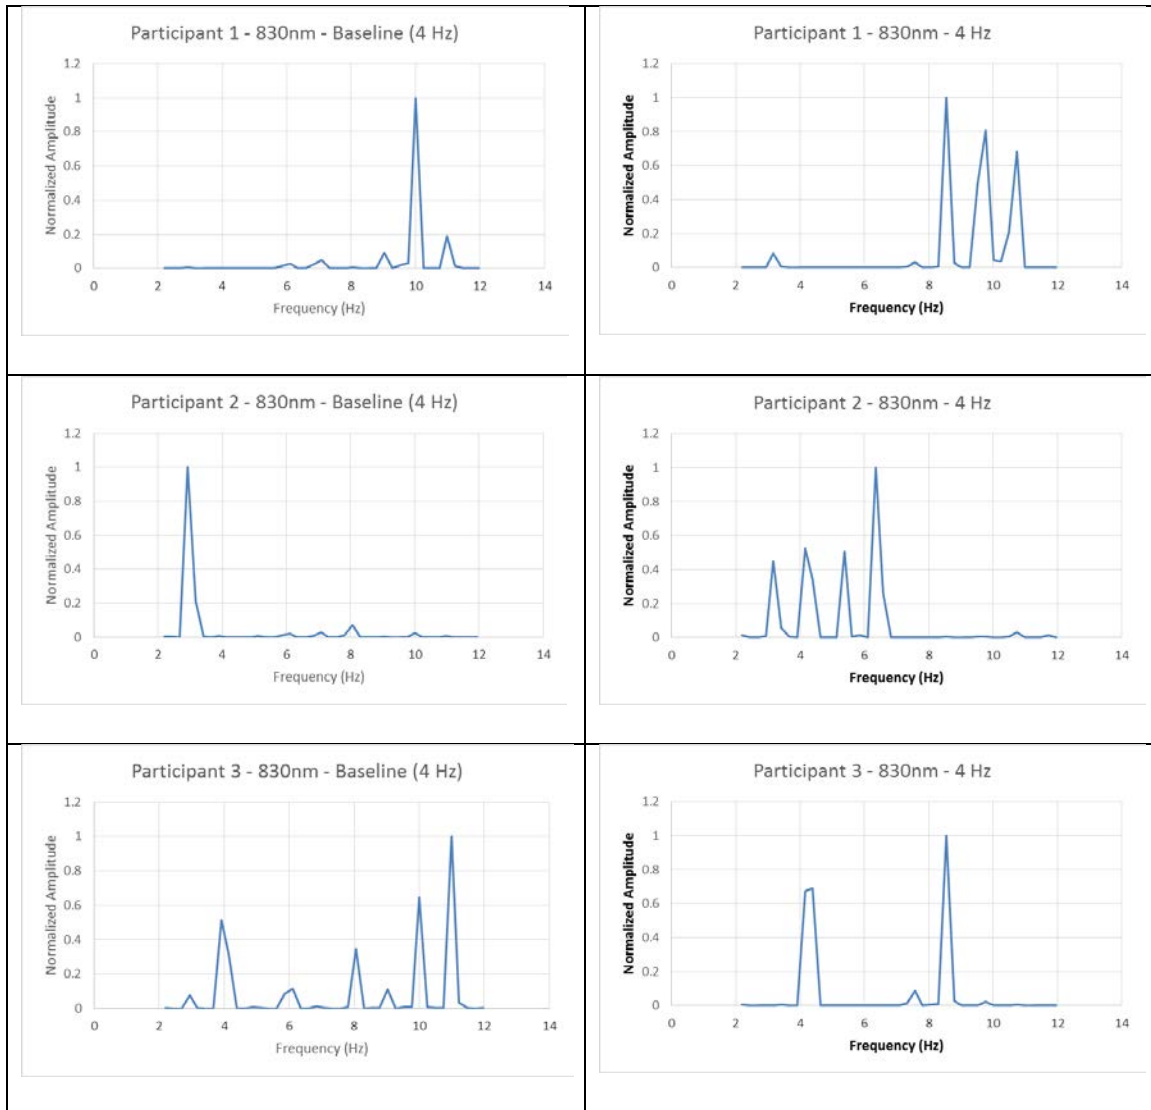 Participant 1 - 830nm - Baseline (4 Hz)
1.2
1
0.8
0.6
0.4
0.2
0
Normalized Amplitude
0 2 4 6 8 10 12 14
Frequency (Hz)
Participant 1 - 830nm - 4 Hz
1.2
1
0.8
0.6
0.4
0.2
0
Normalized Amplitude
0 2 4 6 8 10 12 14
Frequency (Hz)
Participant 2 - 830nm - Baseline (4 Hz)
1.2
1
0.8
0.6
0.4
0.2
0
Normalized Amplitude
0 2 4 6 8 10 12 14
Frequency (Hz)
Participant 2 - 830nm - 4 Hz
1.2
1
0.8
0.6
0.4
0.2
0
Normalized Amplitude
0 2 4 6 8 10 12 14
Frequency (Hz)
Participant 3 - 830nm - Baseline (4 Hz)
1.2
1
0.8
0.6
0.4
0.2
0
Normalized Amplitude
0 2 4 6 8 10 12 14
Frequency (Hz)
Participant 3 - 830nm - 4 Hz
1.2
1
0.8
0.6
0.4
0.2
0
Normalized Amplitude
0 2 4 6 8 10 12 14
Frequency (Hz)